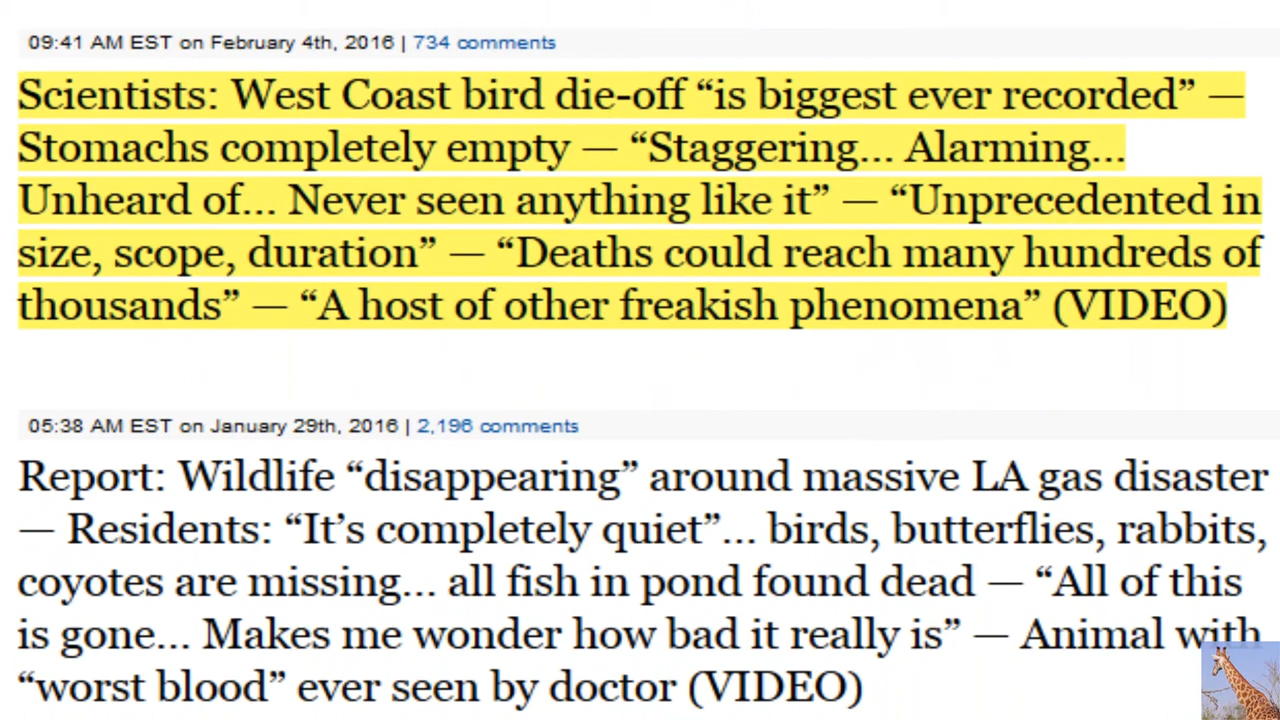 09:41 AM EST on February 4th, 2016 | 734 comments
Scientists: West Coast bird die-off “is biggest ever recorded” —
Stomachs completely empty — “Staggering... Alarming...
Unheard of... Never seen anything like it” — “Unprecedented in
size, scope, duration” — “Deaths could reach many hundreds of
thousands” — “A host of other freakish phenomena” (VIDEO)
05:38 AM EST on January 29th, 2016 | 2,196 comments
Report: Wildlife “disappearing” around massive LA gas disaster
— Residents: “It’s completely quiet”... birds, butterflies, rabbits,
coyotes are missing... all fish in pond found dead — “All of this
is gone... Makes me wonder how bad it really is” — Animal with
“worst blood” ever seen by doctor (VIDEO)